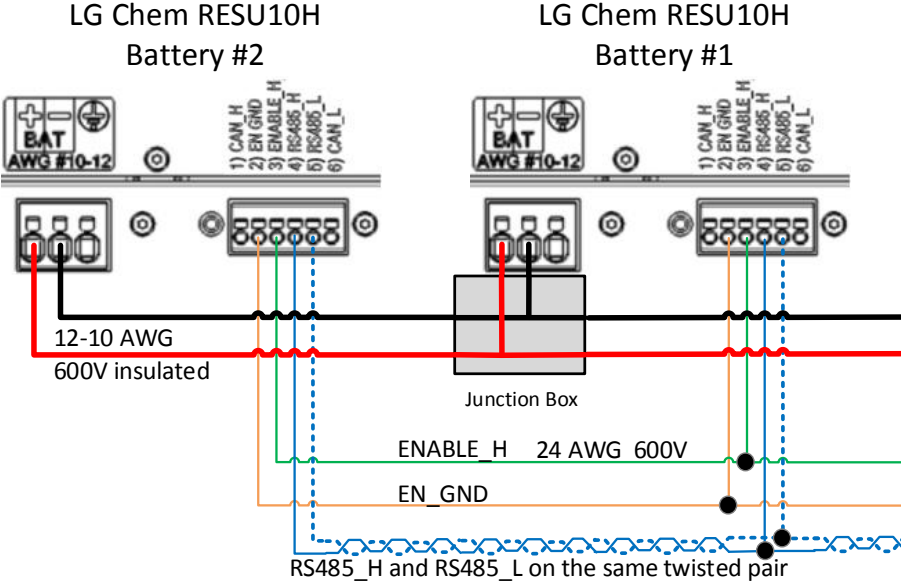 LG Chem RESU10H
Battery #2
LG Chem RESU10H
Battery #1
+ -
BAT
AWG #10-12
1) CAN_H
2) EN GND
3) ENABLE_H
4) RS485_H
5) RS485_L
6) CAN_L
+ -
BAT
AWG #10-12
1) CAN_H
2) EN GND
3) ENABLE_H
4) RS485_H
5) RS485_L
6) CAN_L
12-10 AWG
600V insulated
Junction Box
ENABLE_H 24 AWG 600V
EN_GND
RS485_H and RS485_L on the same twisted pair